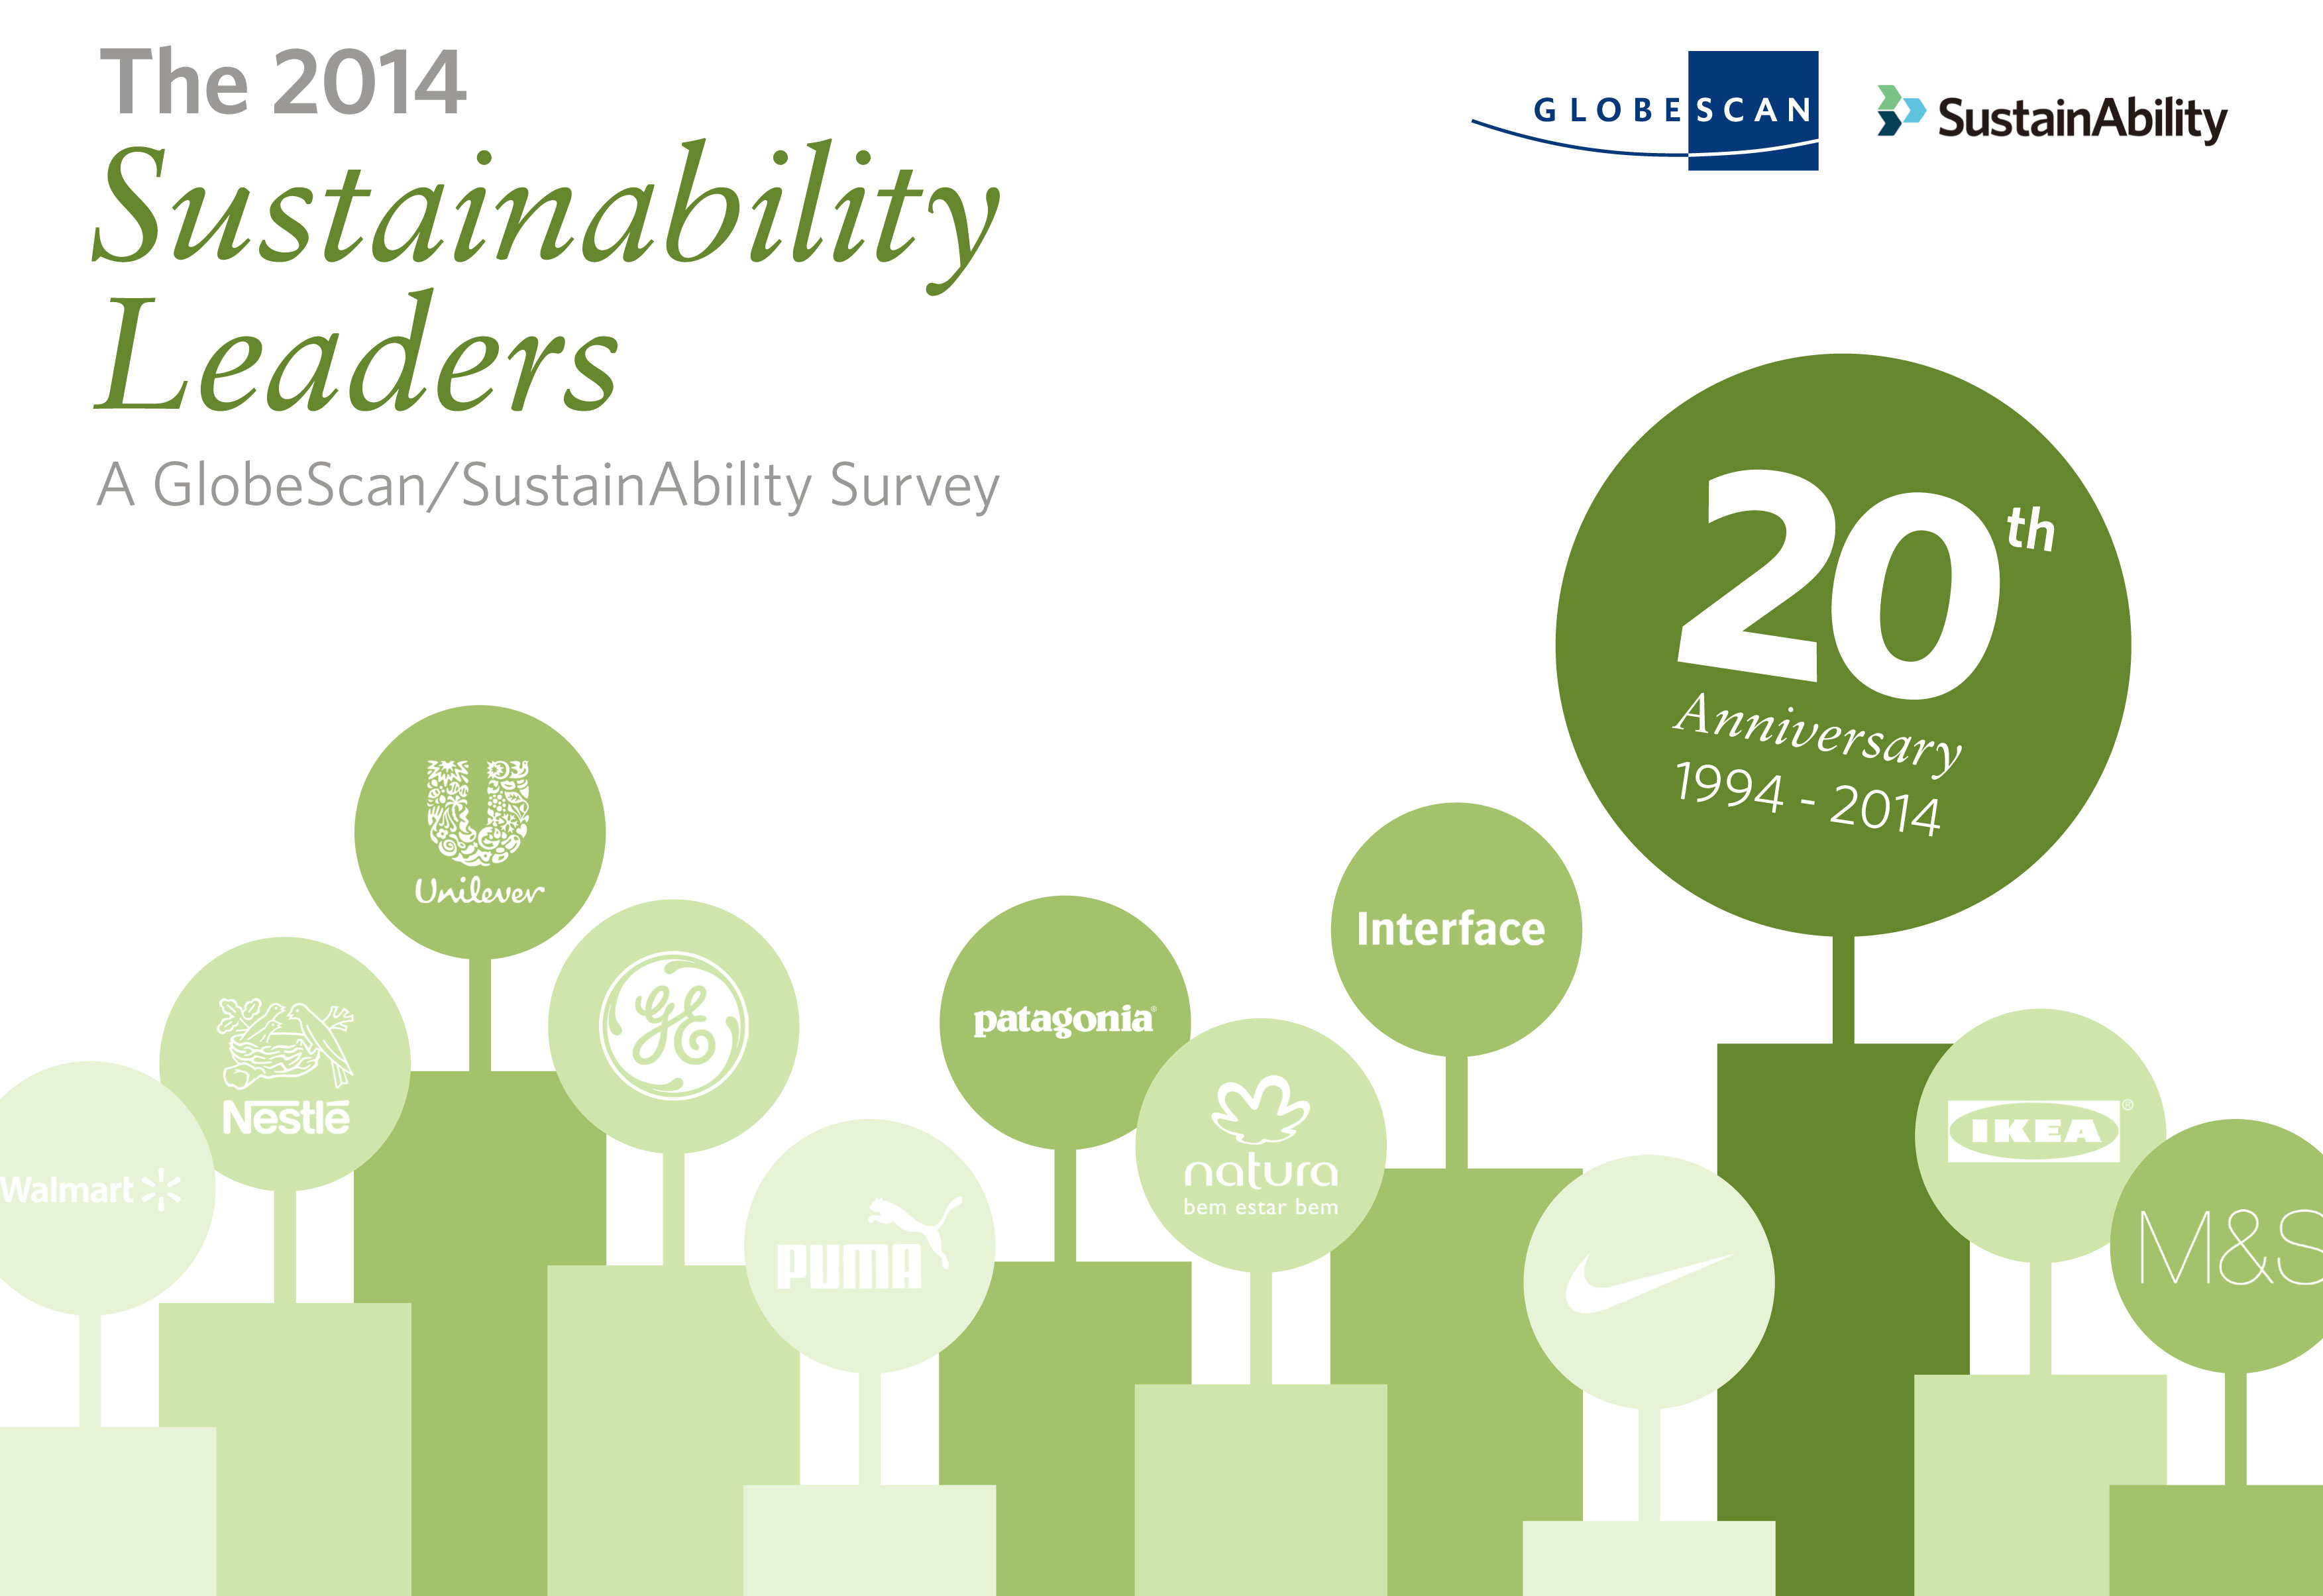 The 2014
Sustainability
Leaders
A GlobeScan/SustainAbility Survey
GLOBESCAN
SustainAbility
20th
Anniversary
1994 - 2014
Unilever
Interface
patagonia®
GE
Nestlé
natura
bem estar bem
IKEA®
Walmart
PUMA
M&S